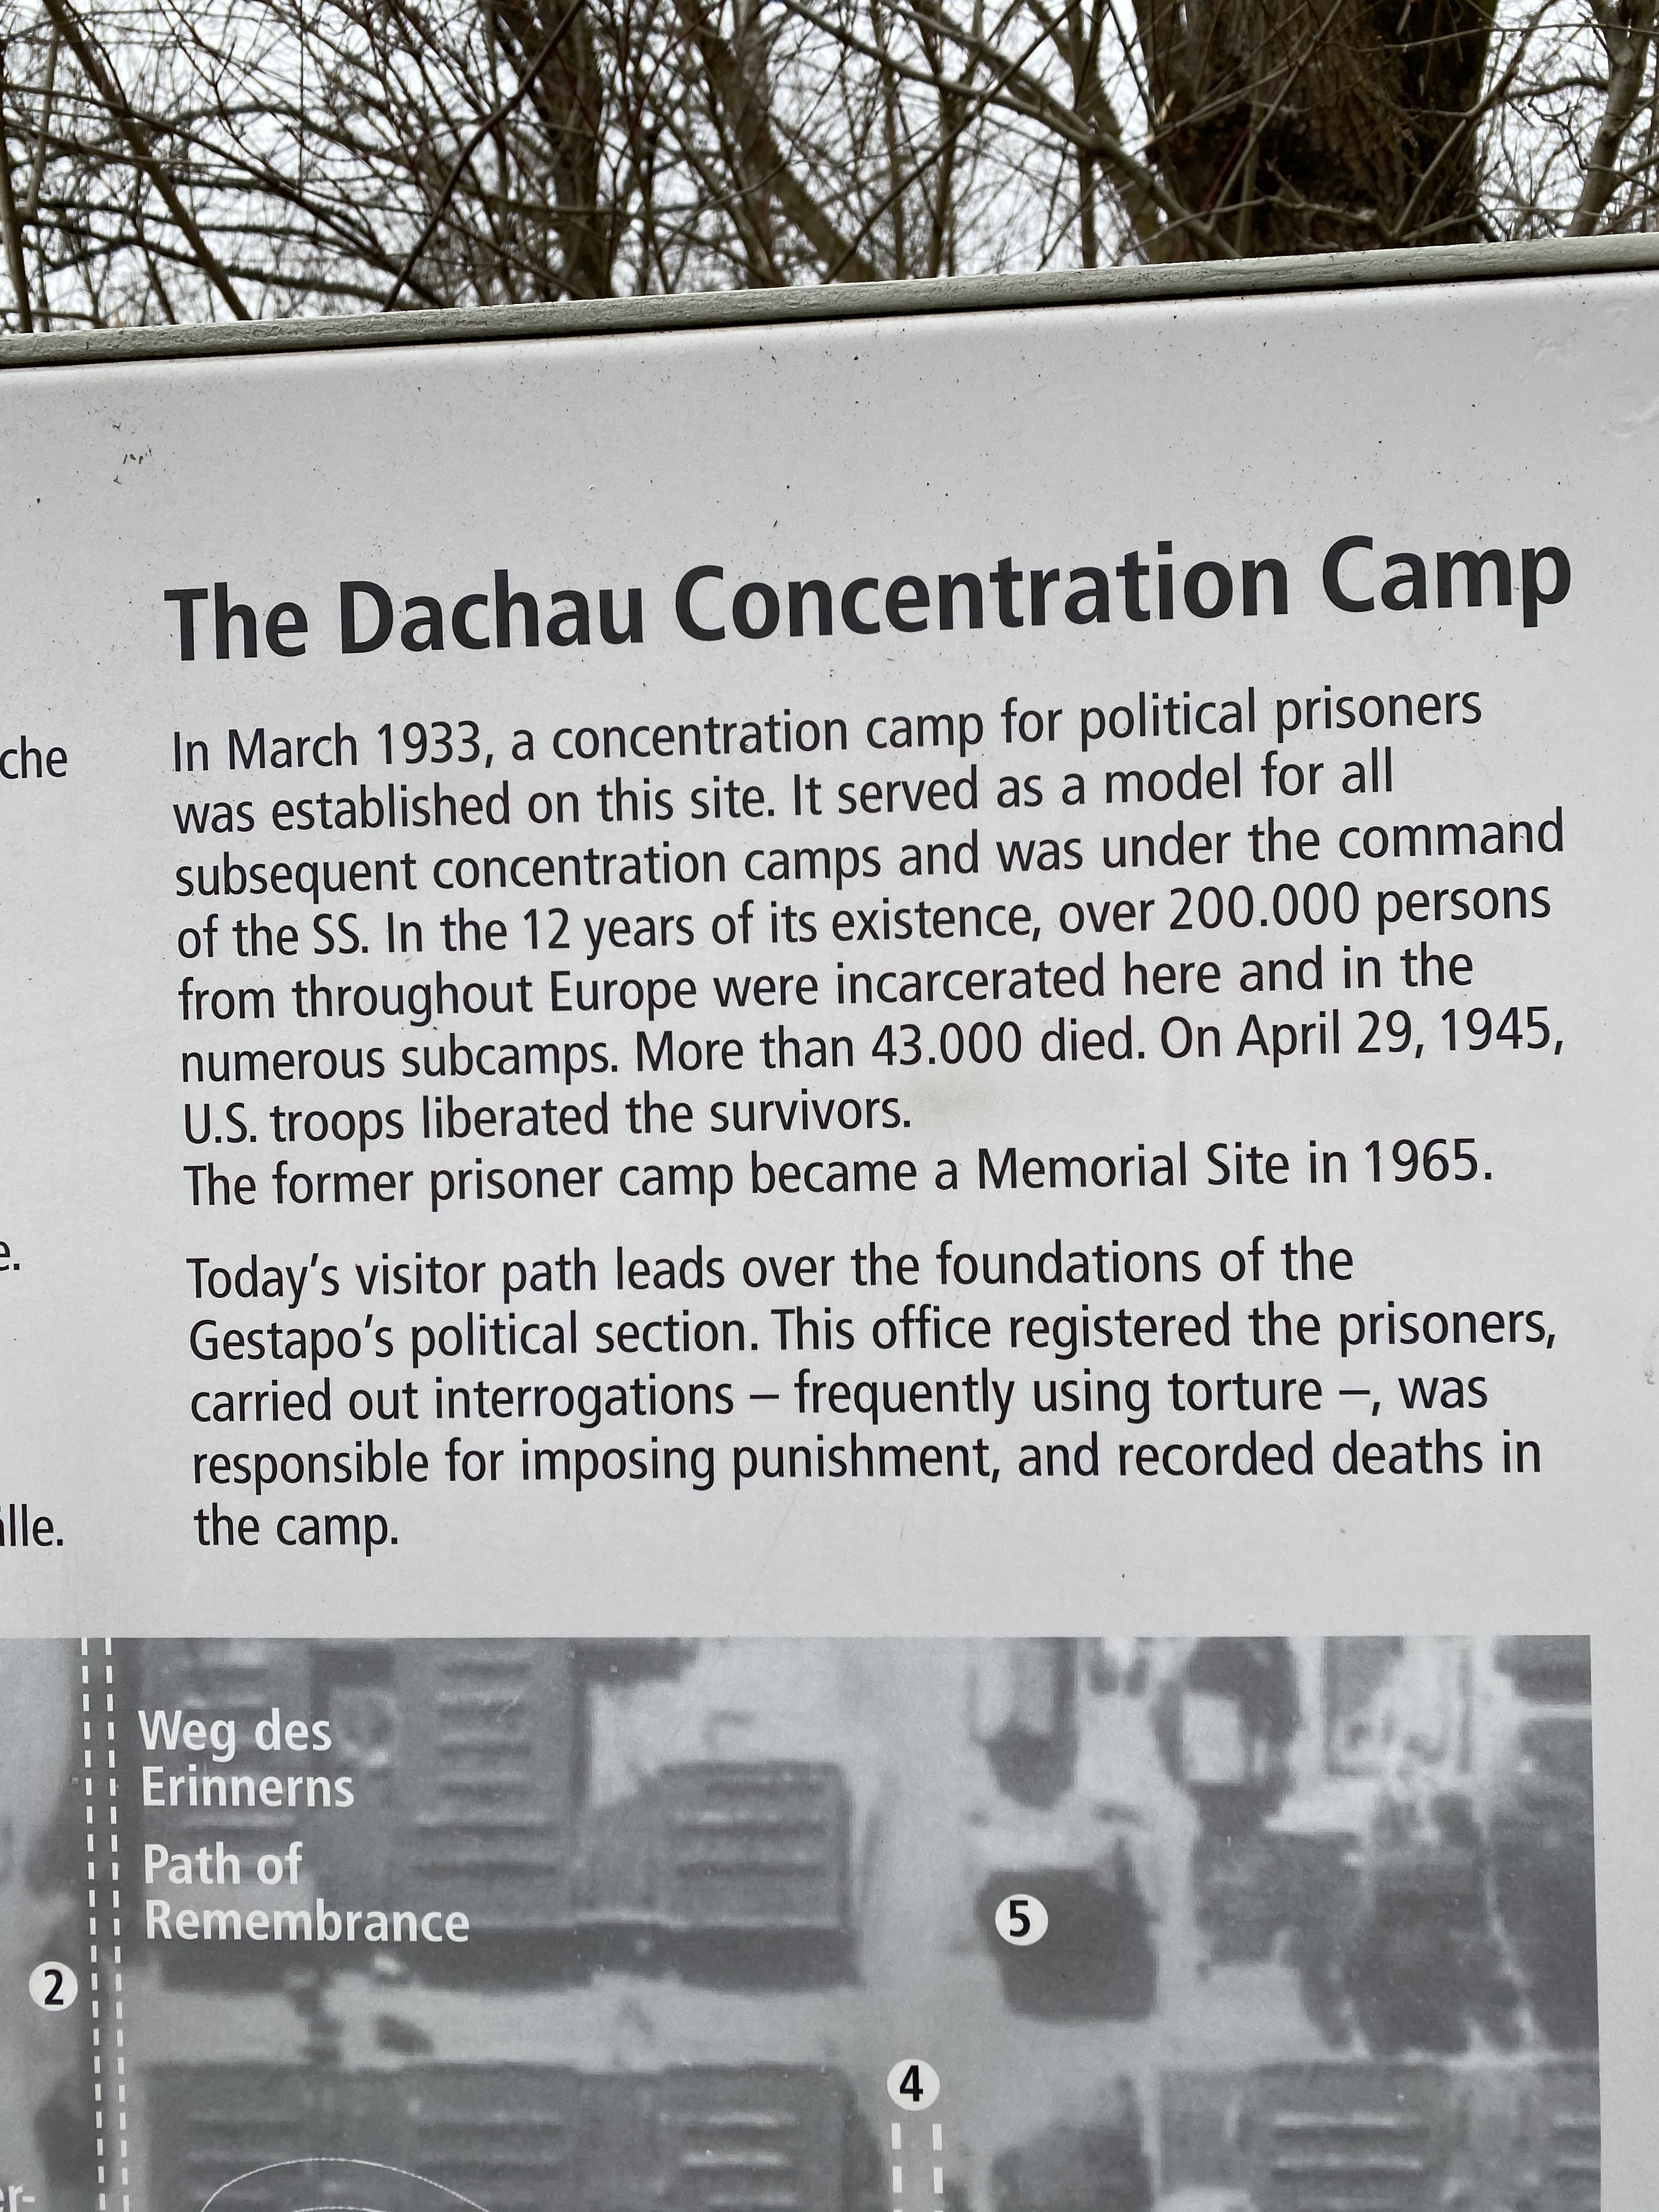 The Dachau Concentration Camp
In March 1933, a concentration camp for political prisoners
was established on this site. It served as a model for all
subsequent concentration camps and was under the command
of the SS. In the 12 years of its existence, over 200.000 persons
from throughout Europe were incarcerated here and in the
numerous subcamps. More than 43.000 died. On April 29, 1945,
U.S. troops liberated the survivors.
The former prisoner camp became a Memorial Site in 1965.
Today’s visitor path leads over the foundations of the
Gestapo’s political section. This office registered the prisoners,
carried out interrogations – frequently using torture –, was
responsible for imposing punishment, and recorded deaths in
the camp.
che
e.
Weg des
Erinnerns
Path of
Remembrance
5
2
4